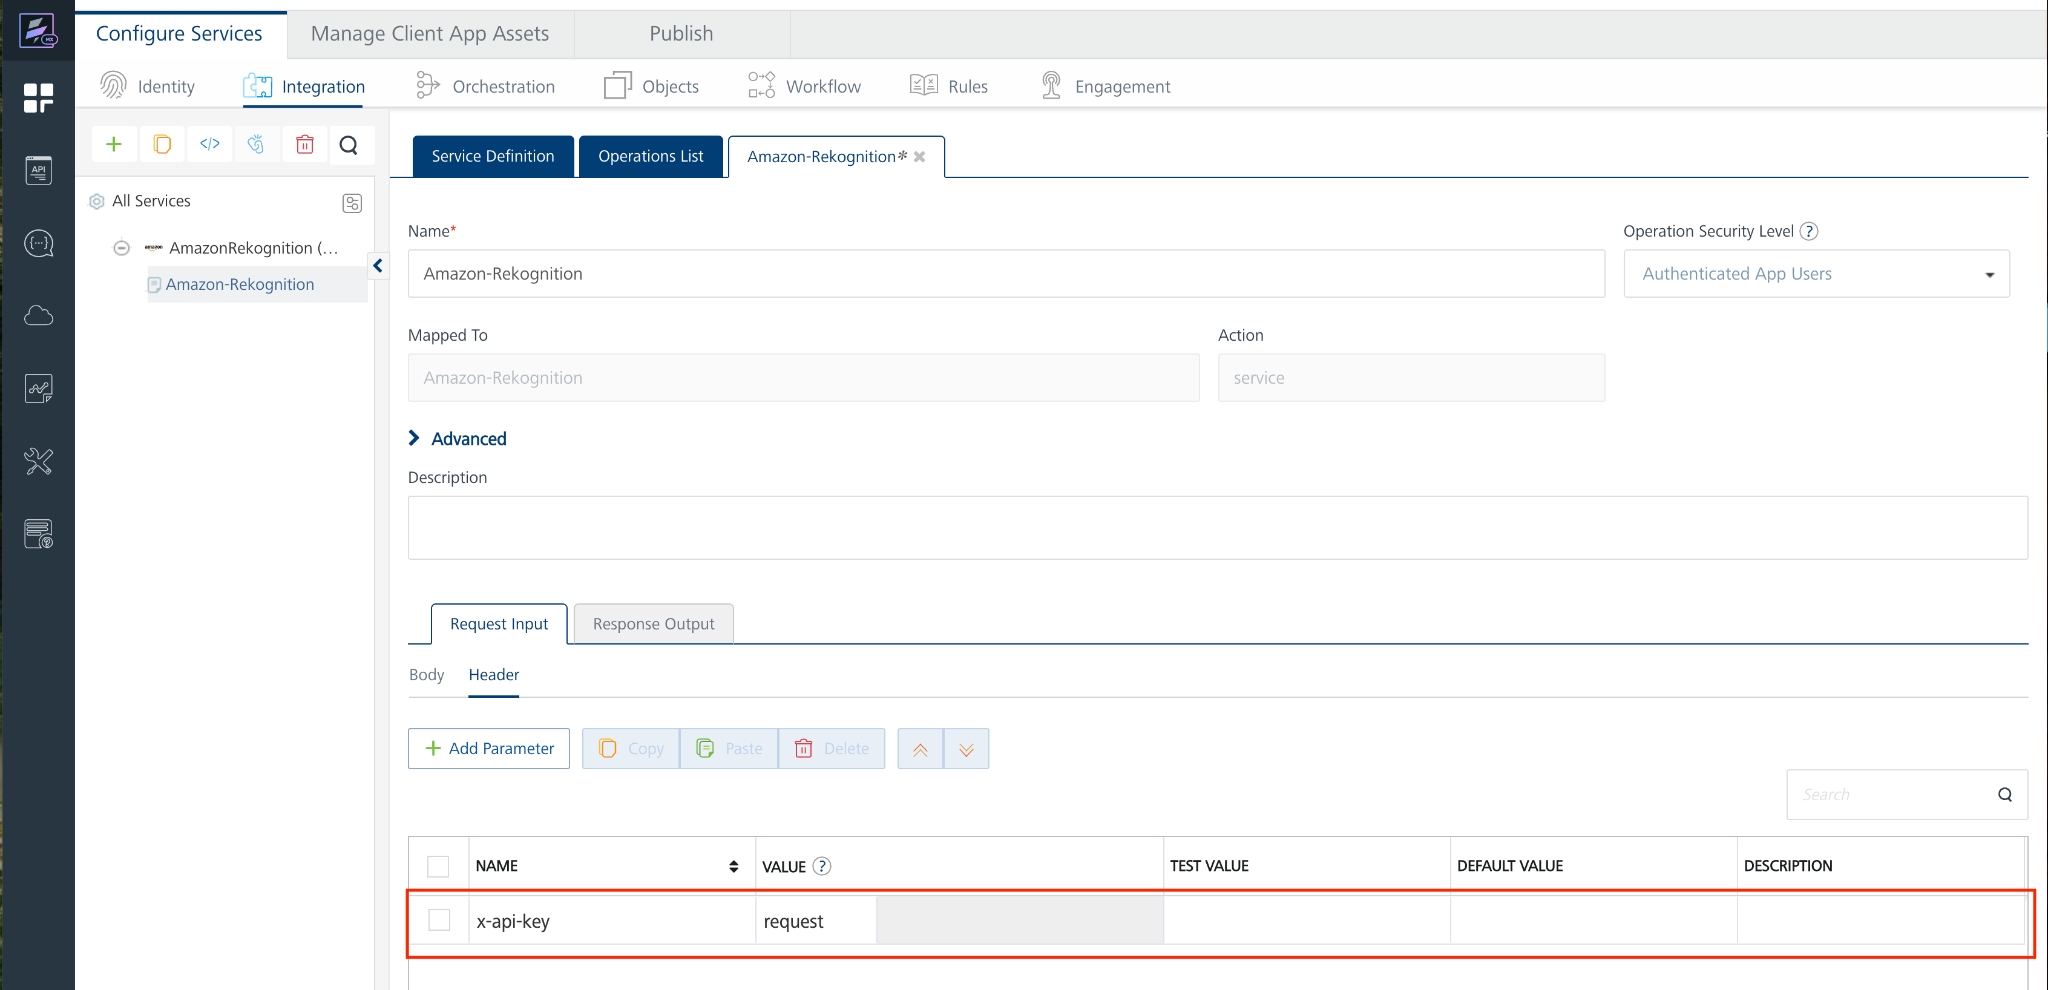 Configure Services
Manage Client App Assets
Publish
Identity
Integration
Orchestration
Objects
Workflow
Rules
Engagement
Service Definition
Operations List
Amazon-Rekognition*
All Services
AmazonRekognition (...
Amazon-Rekognition
Name*
Amazon-Rekognition
Operation Security Level ?
Authenticated App Users
Mapped To
Amazon-Rekognition
Action
service
Advanced
Description
Request Input
Response Output
Body
Header
Add Parameter
Copy
Paste
Delete
Search
NAME
VALUE ?
TEST VALUE
DEFAULT VALUE
DESCRIPTION
x-api-key
request
API